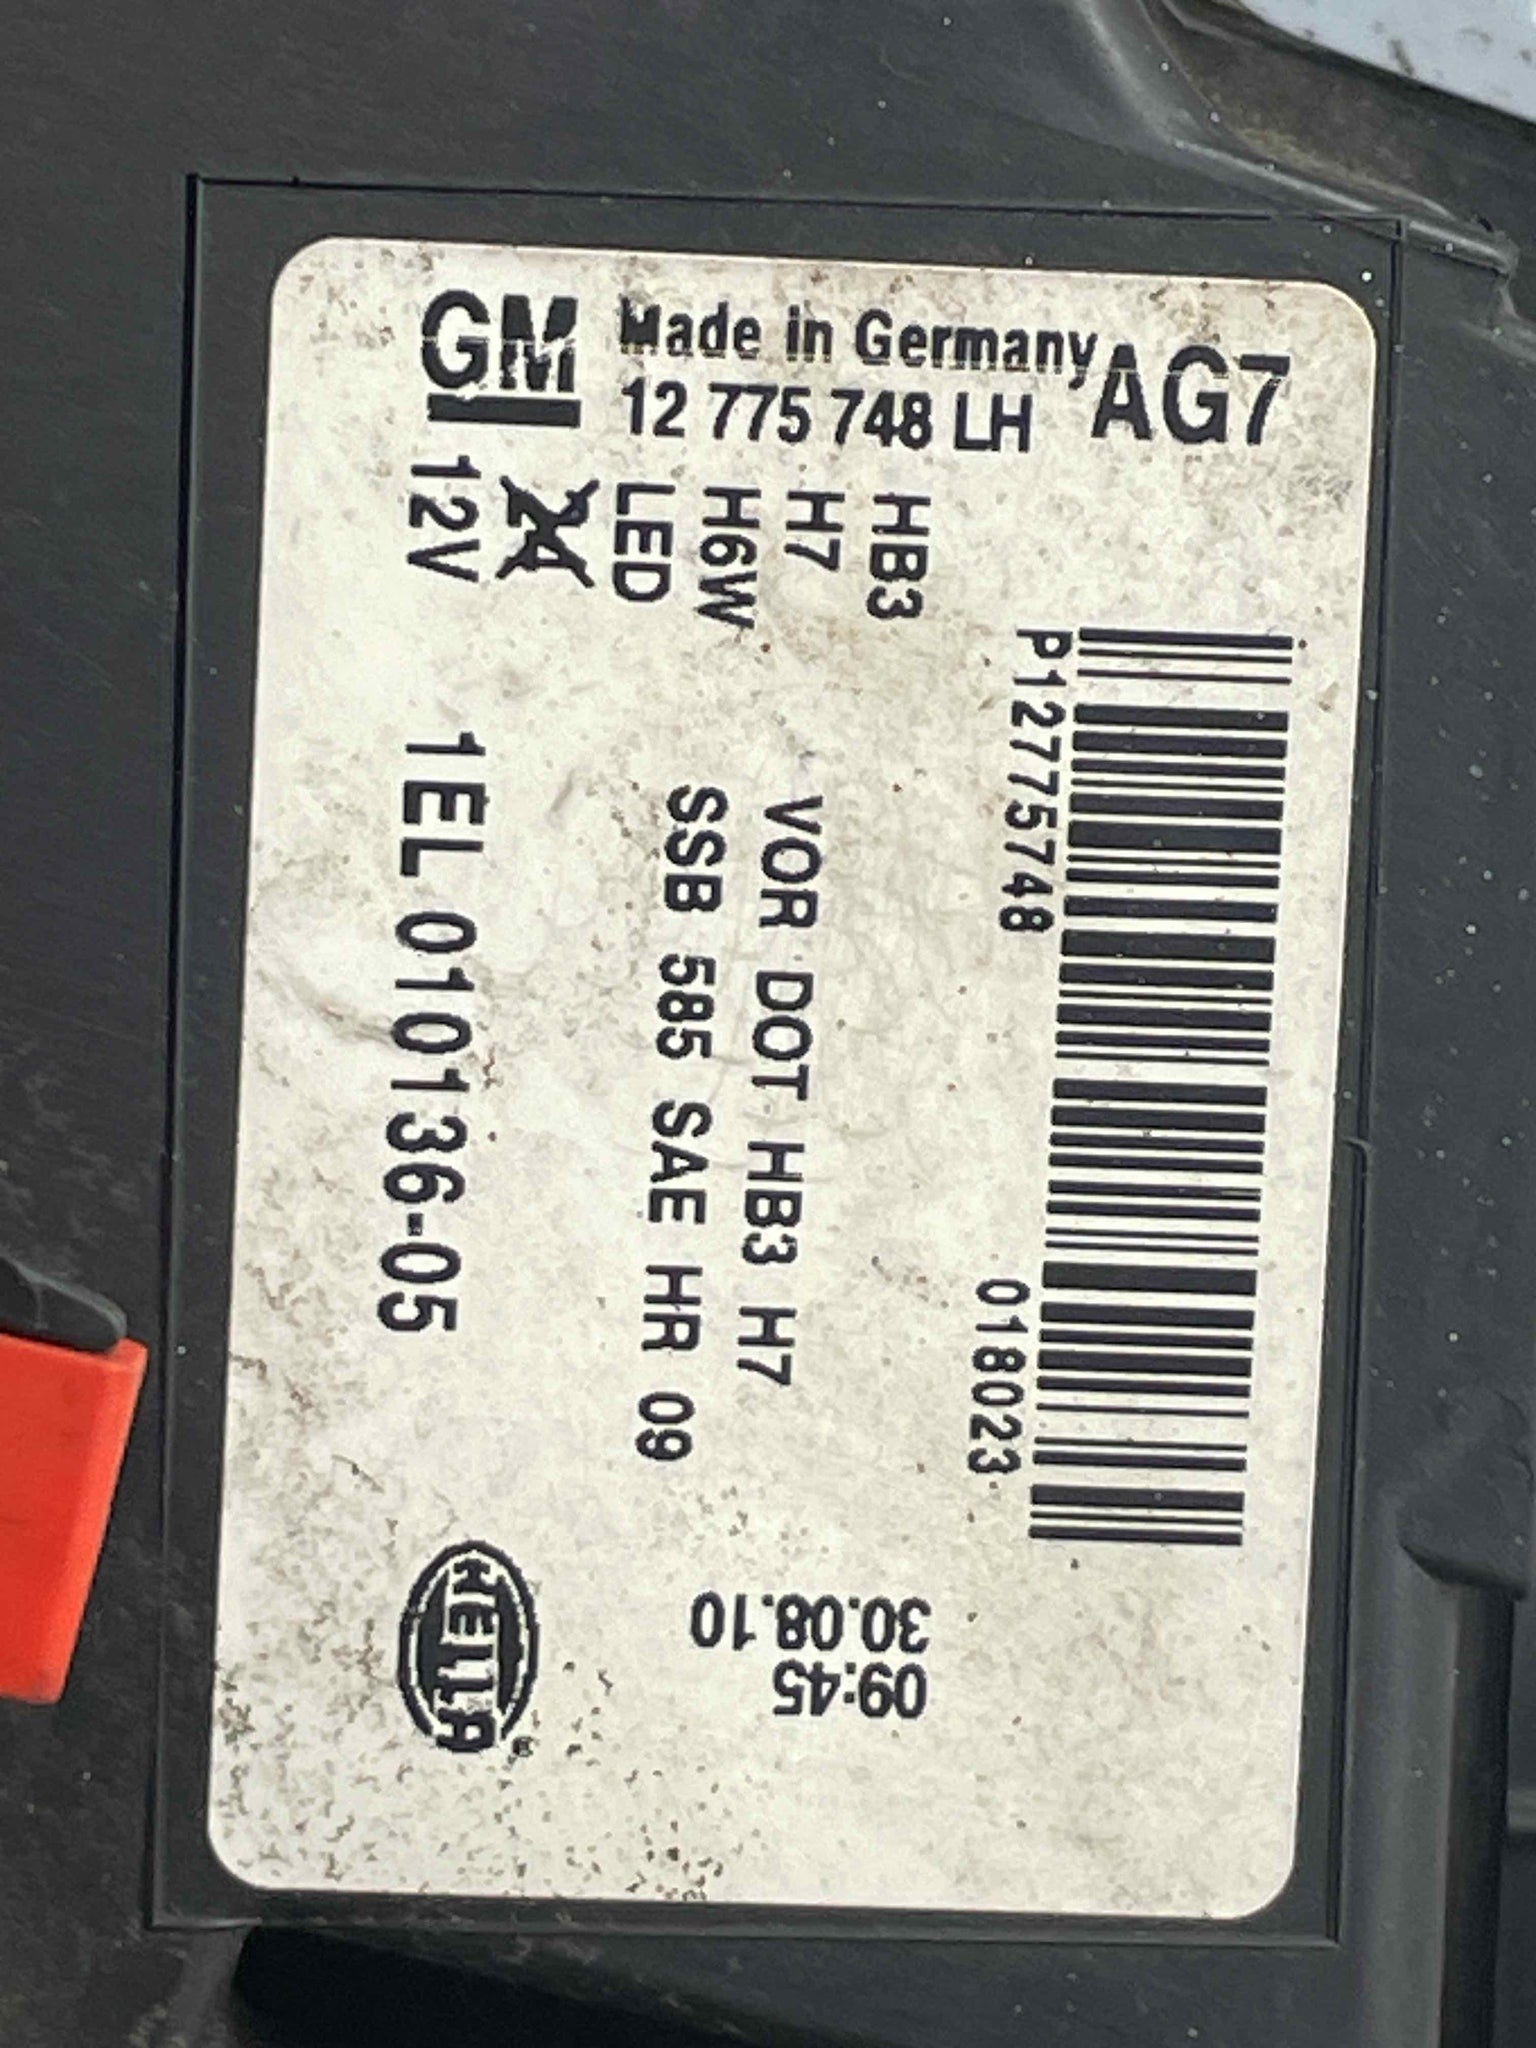 GM
Made in Germany
12 775 748 LH
AG7
HB3
H7
H6W
LED
24
12V
P12775748
018023
VOR DOT HB3 H7
SSB 585 SAE HR 09
1EL 010136-05
30.08.10
09:45
HELLA®